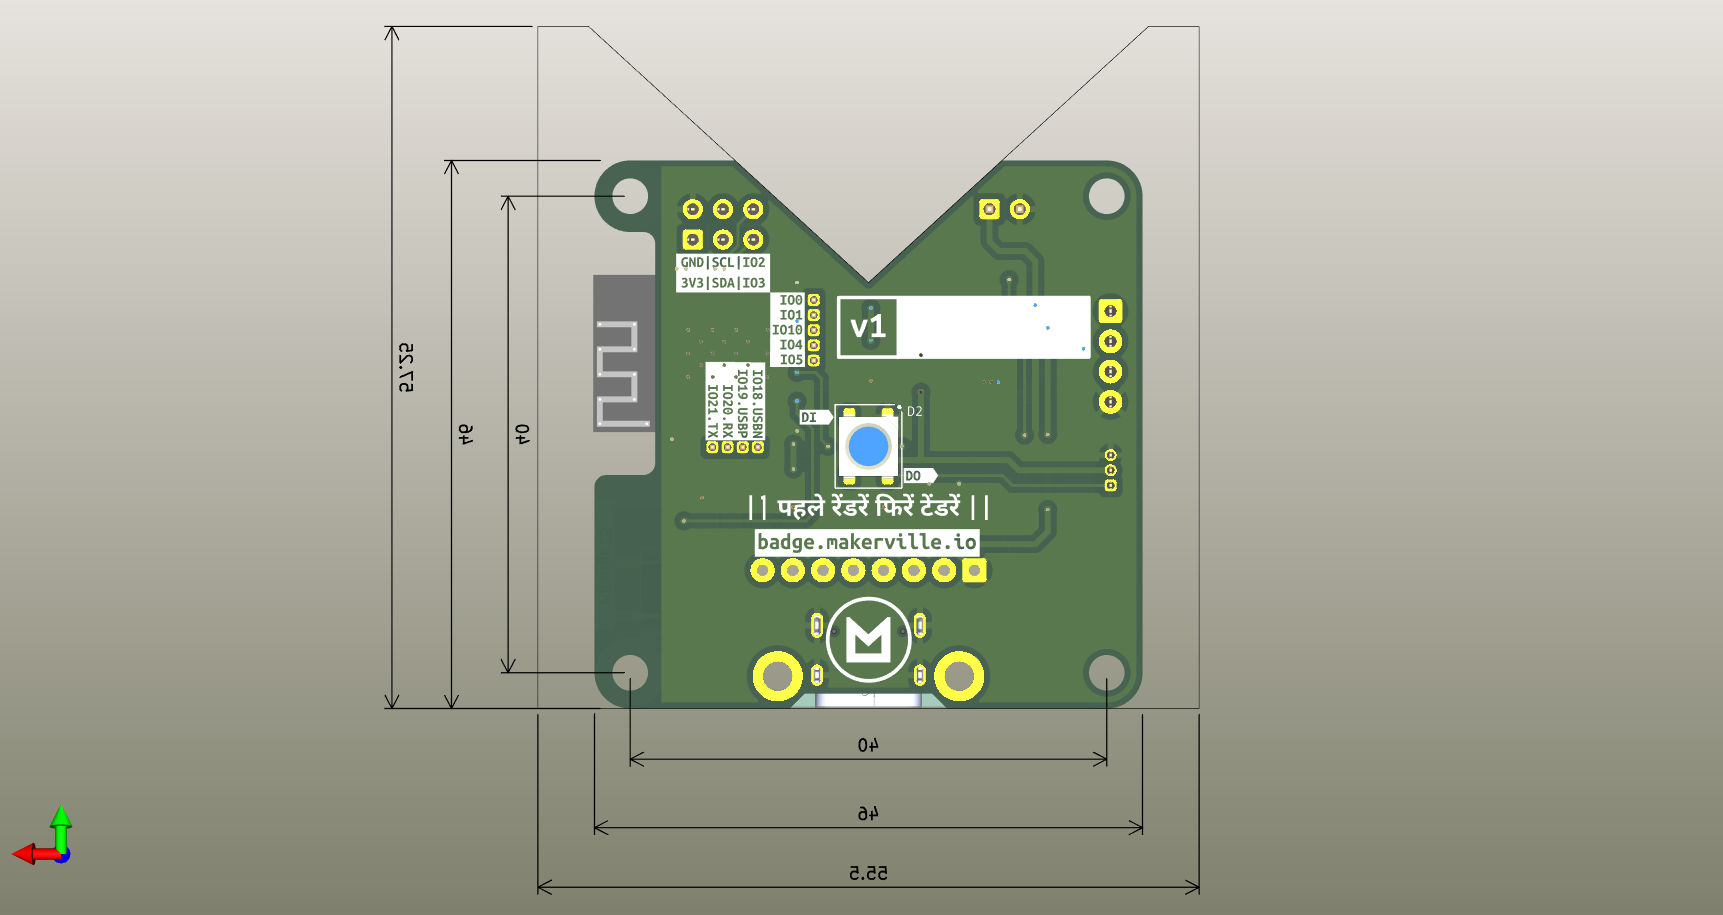 GND|SCL|IO2
3V3|SDA|IO3
IO0
IO1
IO10
IO4
IO5
v1
IO21.TX
IO20.RX
IO19.USBP
IO18.USBN
DI
D2
DO
|| पहले रेंडरें फिरें टेंडरें ||
badge.makerville.io
57.25
46
40
40
46
55.5